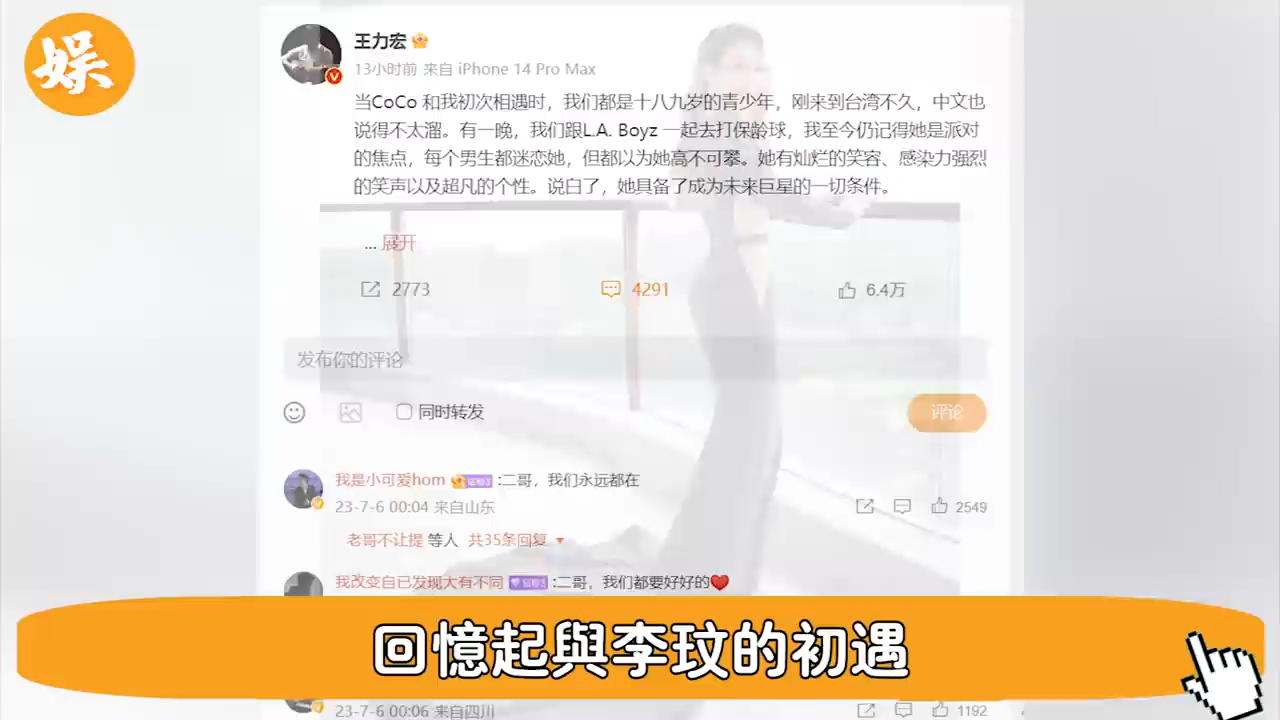 娱
王力宏
13小时前 来自 iPhone 14 Pro Max
当CoCo 和我初次相遇时，我们都是十八九岁的青少年，刚来到台湾不久，中文也
说得不太溜。有一晚，我们跟L.A. Boyz 一起去打保龄球，我至今仍记得她是派对
的焦点，每个男生都迷恋她，但都以为她高不可攀。她有灿烂的笑容、感染力强烈
的笑声以及超凡的个性。说白了，她具备了成为未来巨星的一切条件。
... 展开
2773 4291 6.4万
发布你的评论
同时转发 评论
我是小可爱hom :二哥，我们永远都在
23-7-6 00:04 来自山东 2549
老哥不让提 等人 共35条回复
我改变自已发现大有不同 :二哥，我们都要好好的
回憶起與李玟的初遇
23-7-6 00:06 来自四川 1192